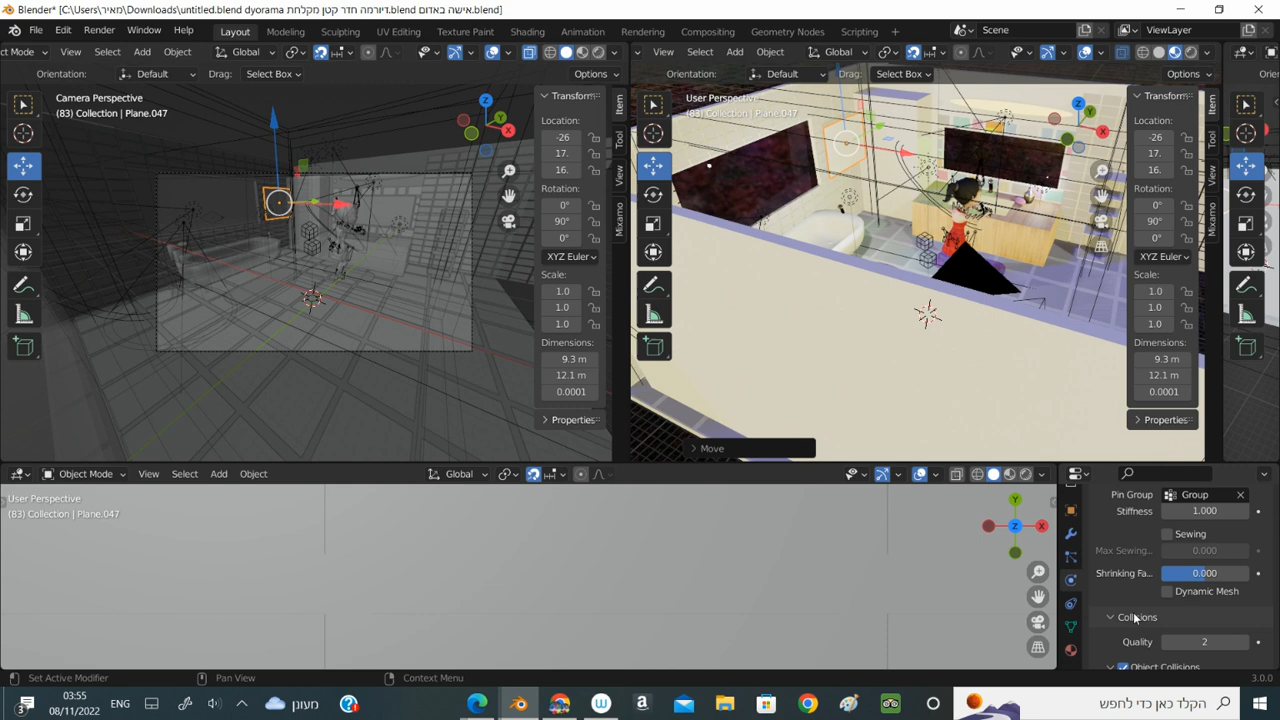 Blender* [C:\Users\מאיר\Downloads\untitled.blend dyorama דיורמה חדר קטן מקלחת.blend אישה באדום.blend]
File Edit Render Window Help Layout Modeling Sculpting UV Editing Texture Paint Shading Animation Rendering Compositing Geometry Nodes Scripting + Scene ViewLayer
ct Mode View Select Add Object Global
View Select Add Object Global
Orientation: Default Drag: Select Box Options
Orientation: Default Drag: Select Box Options
Orie
Camera Perspective
(83) Collection | Plane.047
Transform
Location:
-26
17.
16.
Rotation:
0°
90°
0°
XYZ Euler
Scale:
1.0
1.0
1.0
Dimensions:
9.3 m
12.1 m
0.0001
Properties
Item
Tool
View
Mixamo
Z
Y
X
User Perspective
(83) Collection | Plane.047
Transform
Location:
-26
17.
16.
Rotation:
0°
90°
0°
XYZ Euler
Scale:
1.0
1.0
1.0
Dimensions:
9.3 m
12.1 m
0.0001
Properties
Item
Tool
View
Mixamo
Z
Y
X
Move
Object Mode View Select Add Object Global
User Perspective
(83) Collection | Plane.047
Y
Z
X
Pin Group Group
Stiffness 1.000
Sewing
Max Sewing... 0.000
Shrinking Fa... 0.000
Dynamic Mesh
Collisions
Quality 2
Object Collisions
Set Active Modifier Pan View Context Menu 3.0.0
03:55
08/11/2022
3
ENG
מעונן
הקלד כאן כדי לחפש